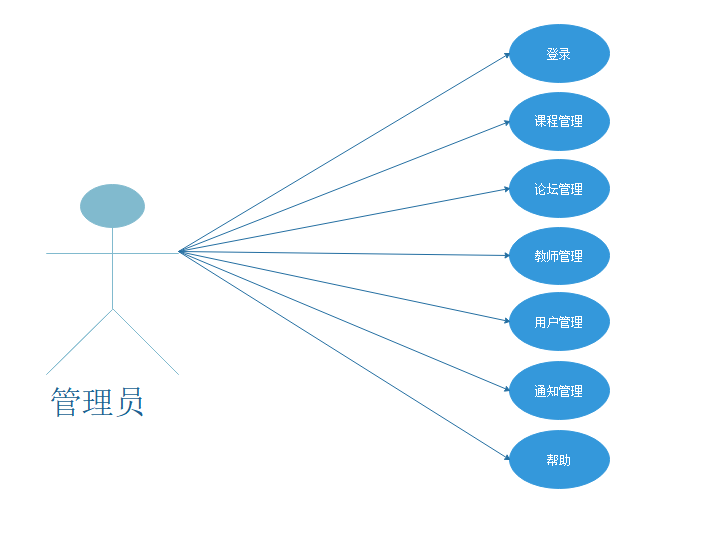 登录
课程管理
论坛管理
教师管理
用户管理
通知管理
管理员
帮助